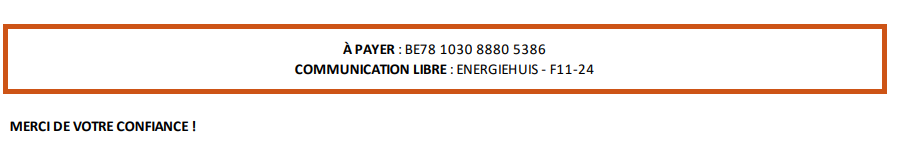 À PAYER : BE78 1030 8880 5386
COMMUNICATION LIBRE : ENERGIEHUIS - F11-24
MERCI DE VOTRE CONFIANCE !